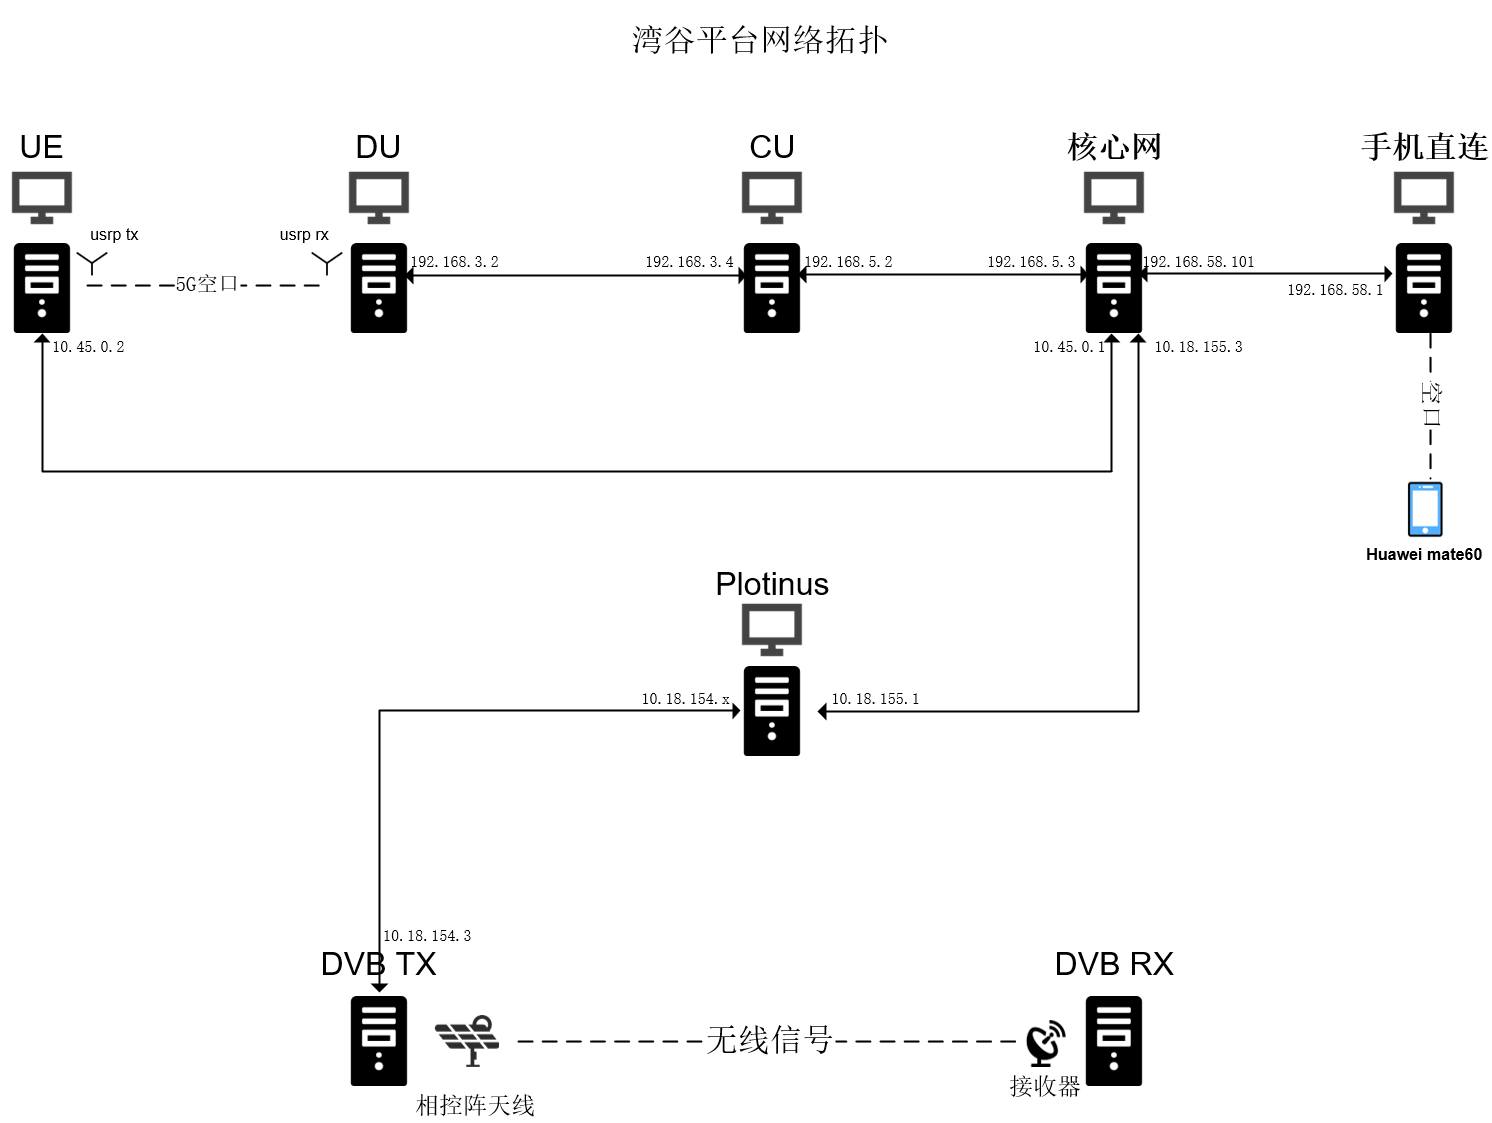 湾谷平台网络拓扑
UE
DU
CU
核心网
手机直连
usrp tx
usrp rx
5G空口
192.168.3.2
192.168.3.4
192.168.5.2
192.168.5.3
192.168.58.101
192.168.58.1
10.45.0.2
10.45.0.1
10.18.155.3
空口
Huawei mate60
Plotinus
10.18.154.x
10.18.155.1
10.18.154.3
DVB TX
DVB RX
无线信号
相控阵天线
接收器